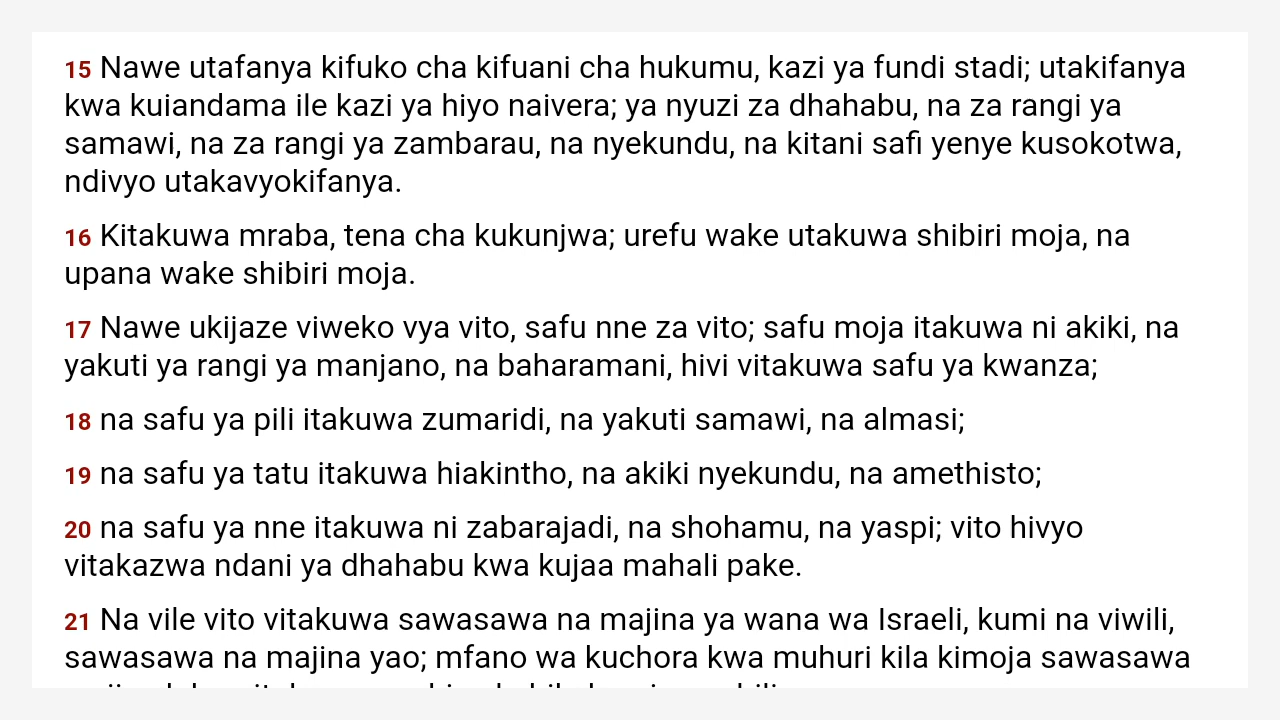 15 Nawe utafanya kifuko cha kifuani cha hukumu, kazi ya fundi stadi; utakifanya
kwa kuiandama ile kazi ya hiyo naivera; ya nyuzi za dhahabu, na za rangi ya
samawi, na za rangi ya zambarau, na nyekundu, na kitani safi yenye kusokotwa,
ndivyo utakavyokifanya.
16 Kitakuwa mraba, tena cha kukunjwa; urefu wake utakuwa shibiri moja, na
upana wake shibiri moja.
17 Nawe ukijaze viweko vya vito, safu nne za vito; safu moja itakuwa ni akiki, na
yakuti ya rangi ya manjano, na baharamani, hivi vitakuwa safu ya kwanza;
18 na safu ya pili itakuwa zumaridi, na yakuti samawi, na almasi;
19 na safu ya tatu itakuwa hiakintho, na akiki nyekundu, na amethisto;
20 na safu ya nne itakuwa ni zabarajadi, na shohamu, na yaspi; vito hivyo
vitakazwa ndani ya dhahabu kwa kujaa mahali pake.
21 Na vile vito vitakuwa sawasawa na majina ya wana wa Israeli, kumi na viwili,
sawasawa na majina yao; mfano wa kuchora kwa muhuri kila kimoja sawasawa